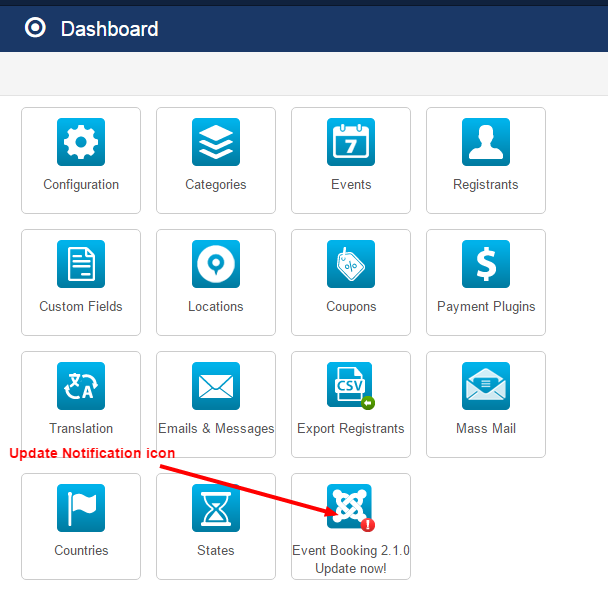 Dashboard
Configuration
Categories
7
Events
Registrants
Custom Fields
Locations
%
Coupons
$
Payment Plugins
文 A
Translation
Emails & Messages
CSV
Export Registrants
Mass Mail
Update Notification icon
Countries
States
!
Event Booking 2.1.0
Update now!